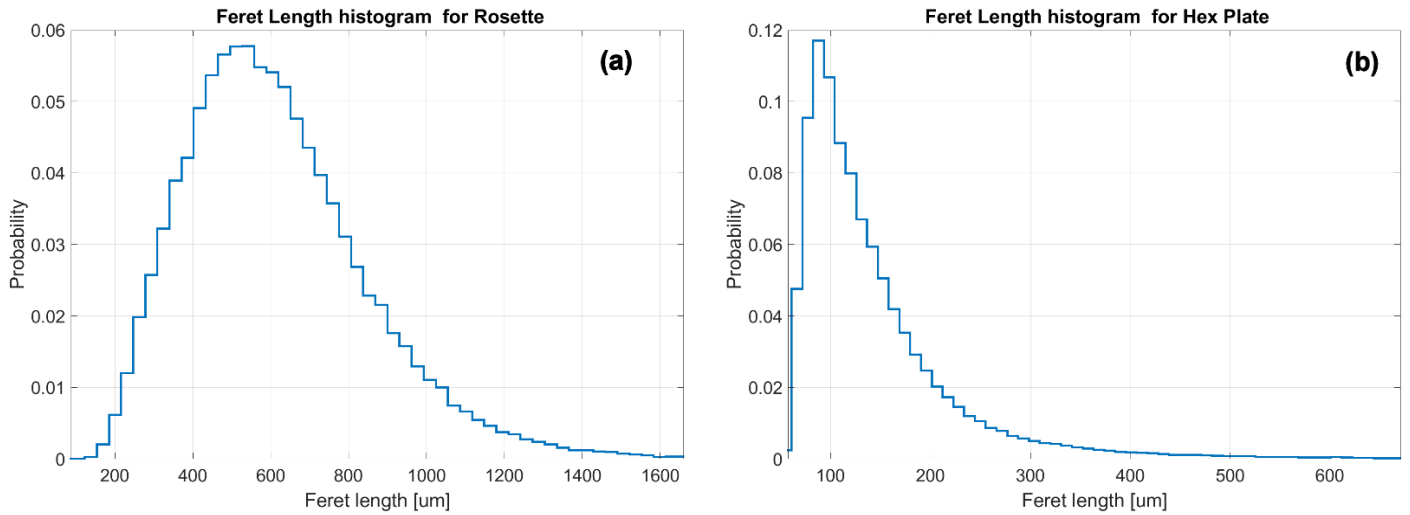 Feret Length histogram  for Rosette
(a)
0.06
0.05
0.04
0.03
0.02
0.01
0
Probability
200 400 600 800 1000 1200 1400 1600
Feret length [um]
Feret Length histogram  for Hex Plate
(b)
0.12
0.1
0.08
0.06
0.04
0.02
0
Probability
100 200 300 400 500 600
Feret length [um]